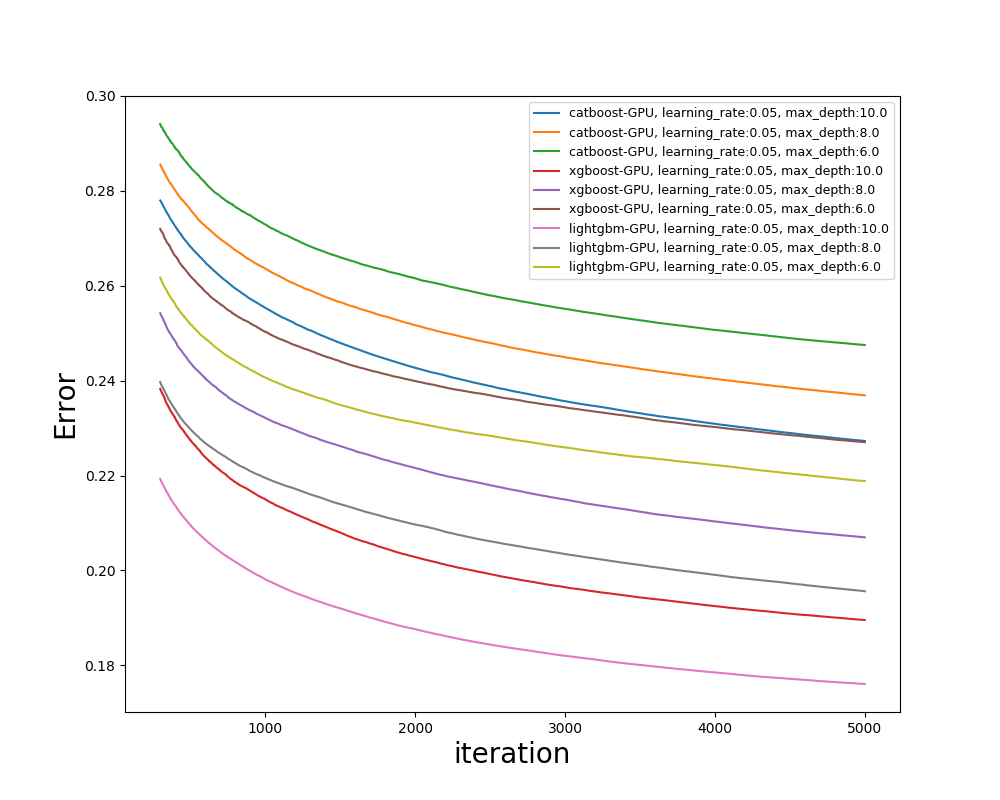 0.30
0.28
0.26
0.24
0.22
0.20
0.18
Error
catboost-GPU, learning_rate:0.05, max_depth:10.0
catboost-GPU, learning_rate:0.05, max_depth:8.0
catboost-GPU, learning_rate:0.05, max_depth:6.0
xgboost-GPU, learning_rate:0.05, max_depth:10.0
xgboost-GPU, learning_rate:0.05, max_depth:8.0
xgboost-GPU, learning_rate:0.05, max_depth:6.0
lightgbm-GPU, learning_rate:0.05, max_depth:10.0
lightgbm-GPU, learning_rate:0.05, max_depth:8.0
lightgbm-GPU, learning_rate:0.05, max_depth:6.0
1000 2000 3000 4000 5000
iteration